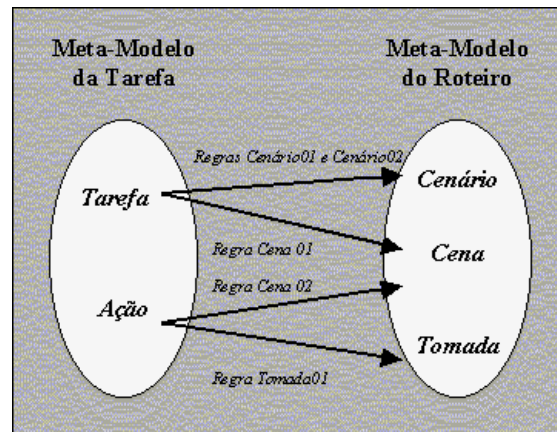 Meta-Modelo
da Tarefa
Meta-Modelo
do Roteiro
Regras Cenário01 e Cenário02
Tarefa
Cenário
Regra Cena 01
Cena
Regra Cena 02
Ação
Tomada
Regra Tomada01